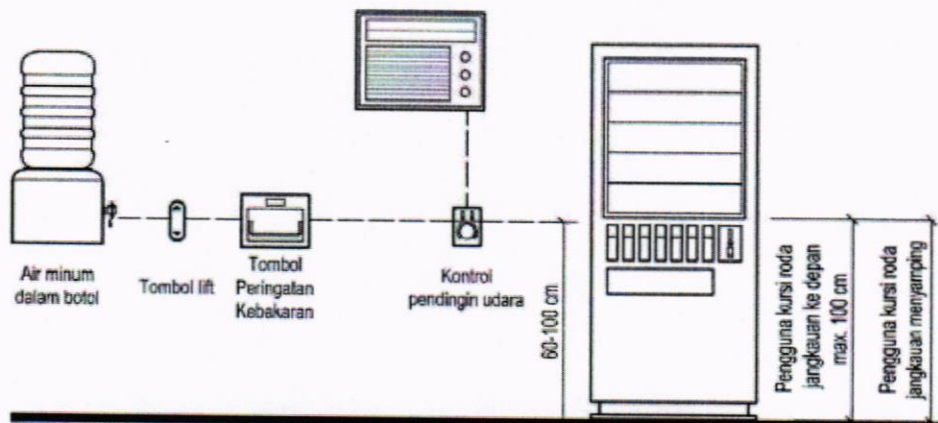 Air minum
dalam botol
Tombol lift
Tombol
Peringatan
Kebakaran
Kontrol
pendingin udara
60-100 cm
Pengguna kursi roda
jangkauan ke depan
max. 100 cm
Pengguna kursi roda
jangkauan menyamping